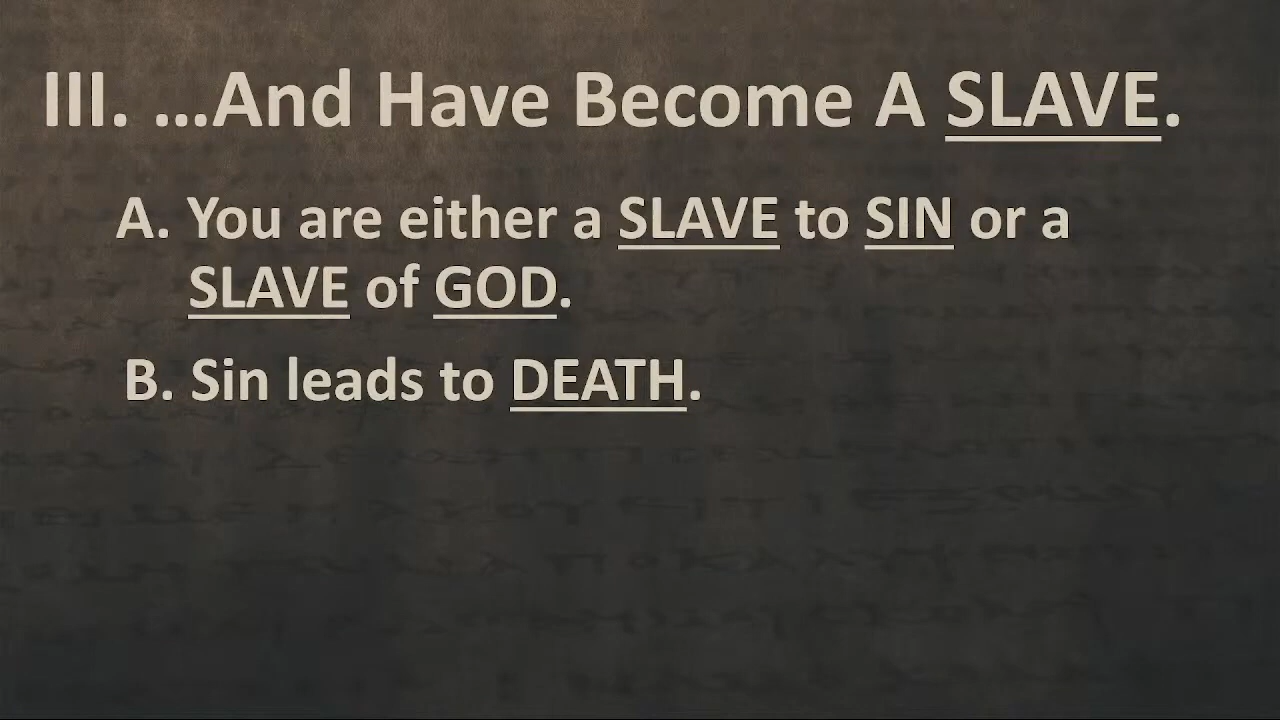 III. ...And Have Become A SLAVE.
A. You are either a SLAVE to SIN or a
SLAVE of GOD.
B. Sin leads to DEATH.